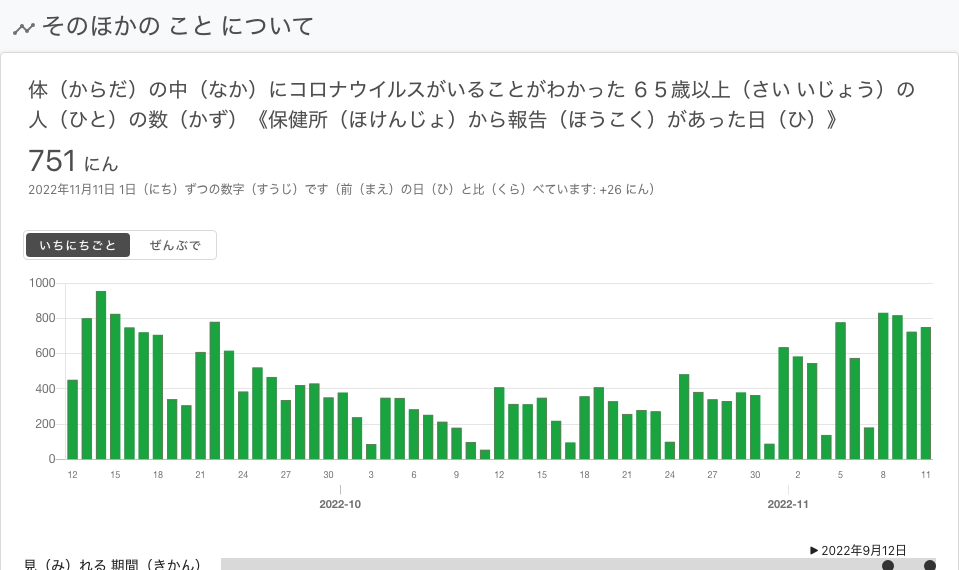 そのほかの こと について
体（からだ）の中（なか）にコロナウイルスがいることがわかった ６５歳以上（さい いじょう）の
人（ひと）の数（かず）《保健所（ほけんじょ）から報告（ほうこく）があった日（ひ）》
751 にん
2022年11月11日 1日（にち）ずつの数字（すうじ）です（前（まえ）の日（ひ）と比（くら）べています: +26 にん）
いちにちごと ぜんぶで
1000
800
600
400
200
0
12 15 18 21 24 27 30 3 6 9 12 15 18 21 24 27 30 2 5 8 11
2022-10 2022-11
▶ 2022年9月12日
見（み）れる 期間（きかん）